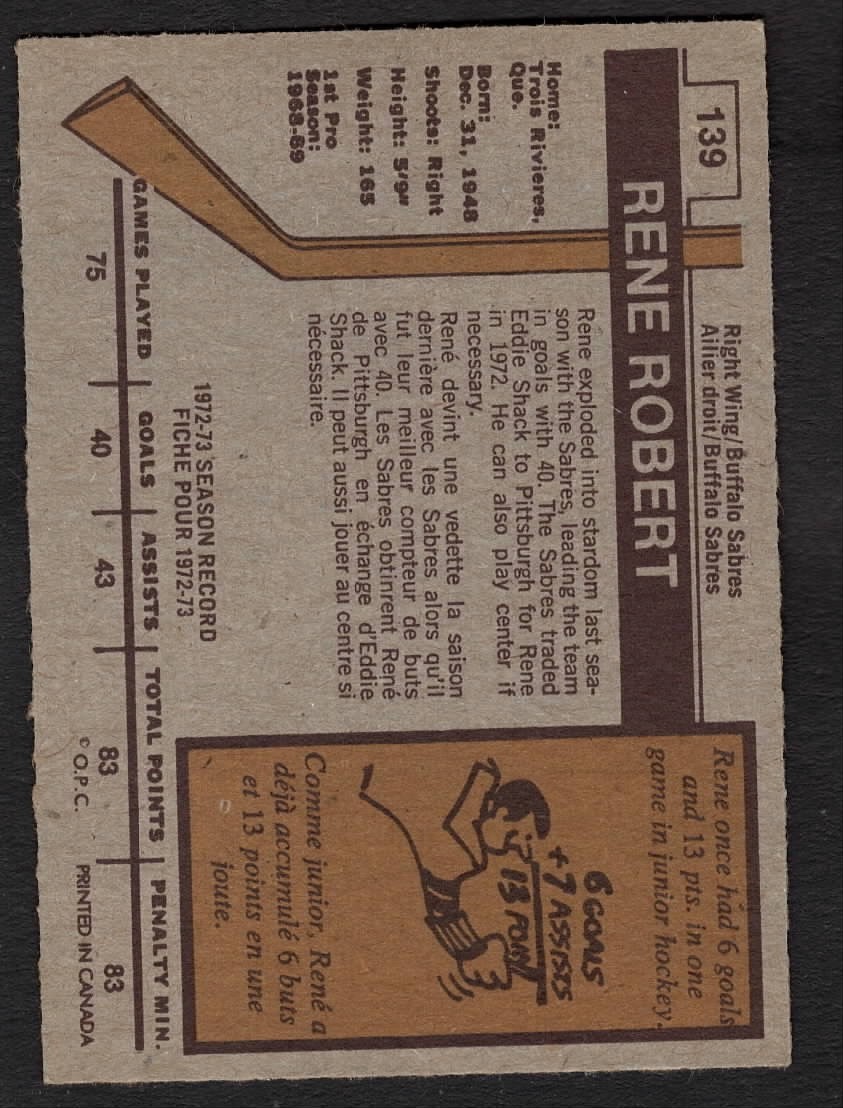 139
Right Wing/Buffalo Sabres
Ailier droit/Buffalo Sabres
RENE ROBERT
Home:
Trois Rivieres,
Que.
Born:
Dec. 31, 1948
Shoots: Right
Height: 5'9"
Weight: 165
1st Pro
Season:
1968-69
Rene exploded into stardom last sea-
son with the Sabres, leading the team
in goals with 40. The Sabres traded
Eddie Shack to Pittsburgh for Rene
in 1972. He can also play center if
necessary.
René devint une vedette la saison
dernière avec les Sabres alors qu'il
fut leur meilleur compteur de buts
avec 40. Les Sabres obtinrent René
de Pittsburgh en échange d'Eddie
Shack. Il peut aussi jouer au centre si
nécessaire.
Rene once had 6 goals
and 13 pts. in one
game in junior hockey.
6 GOALS
+7 ASSISTS
13 POINT
Comme junior, René a
déjà accumulé 6 buts
et 13 points en une
joute.
1972-73 SEASON RECORD
FICHE POUR 1972-73
GAMES PLAYED GOALS ASSISTS TOTAL POINTS PENALTY MIN.
75 40 43 83 83
© O.P.C. PRINTED IN CANADA